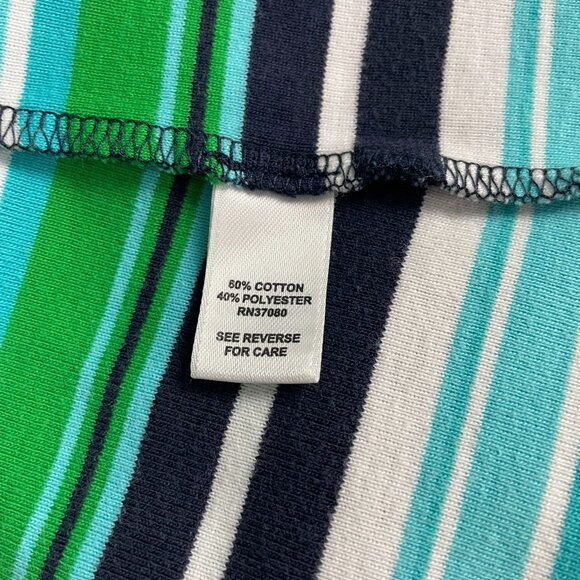 60% COTTON
40% POLYESTER
RN37080
SEE REVERSE
FOR CARE